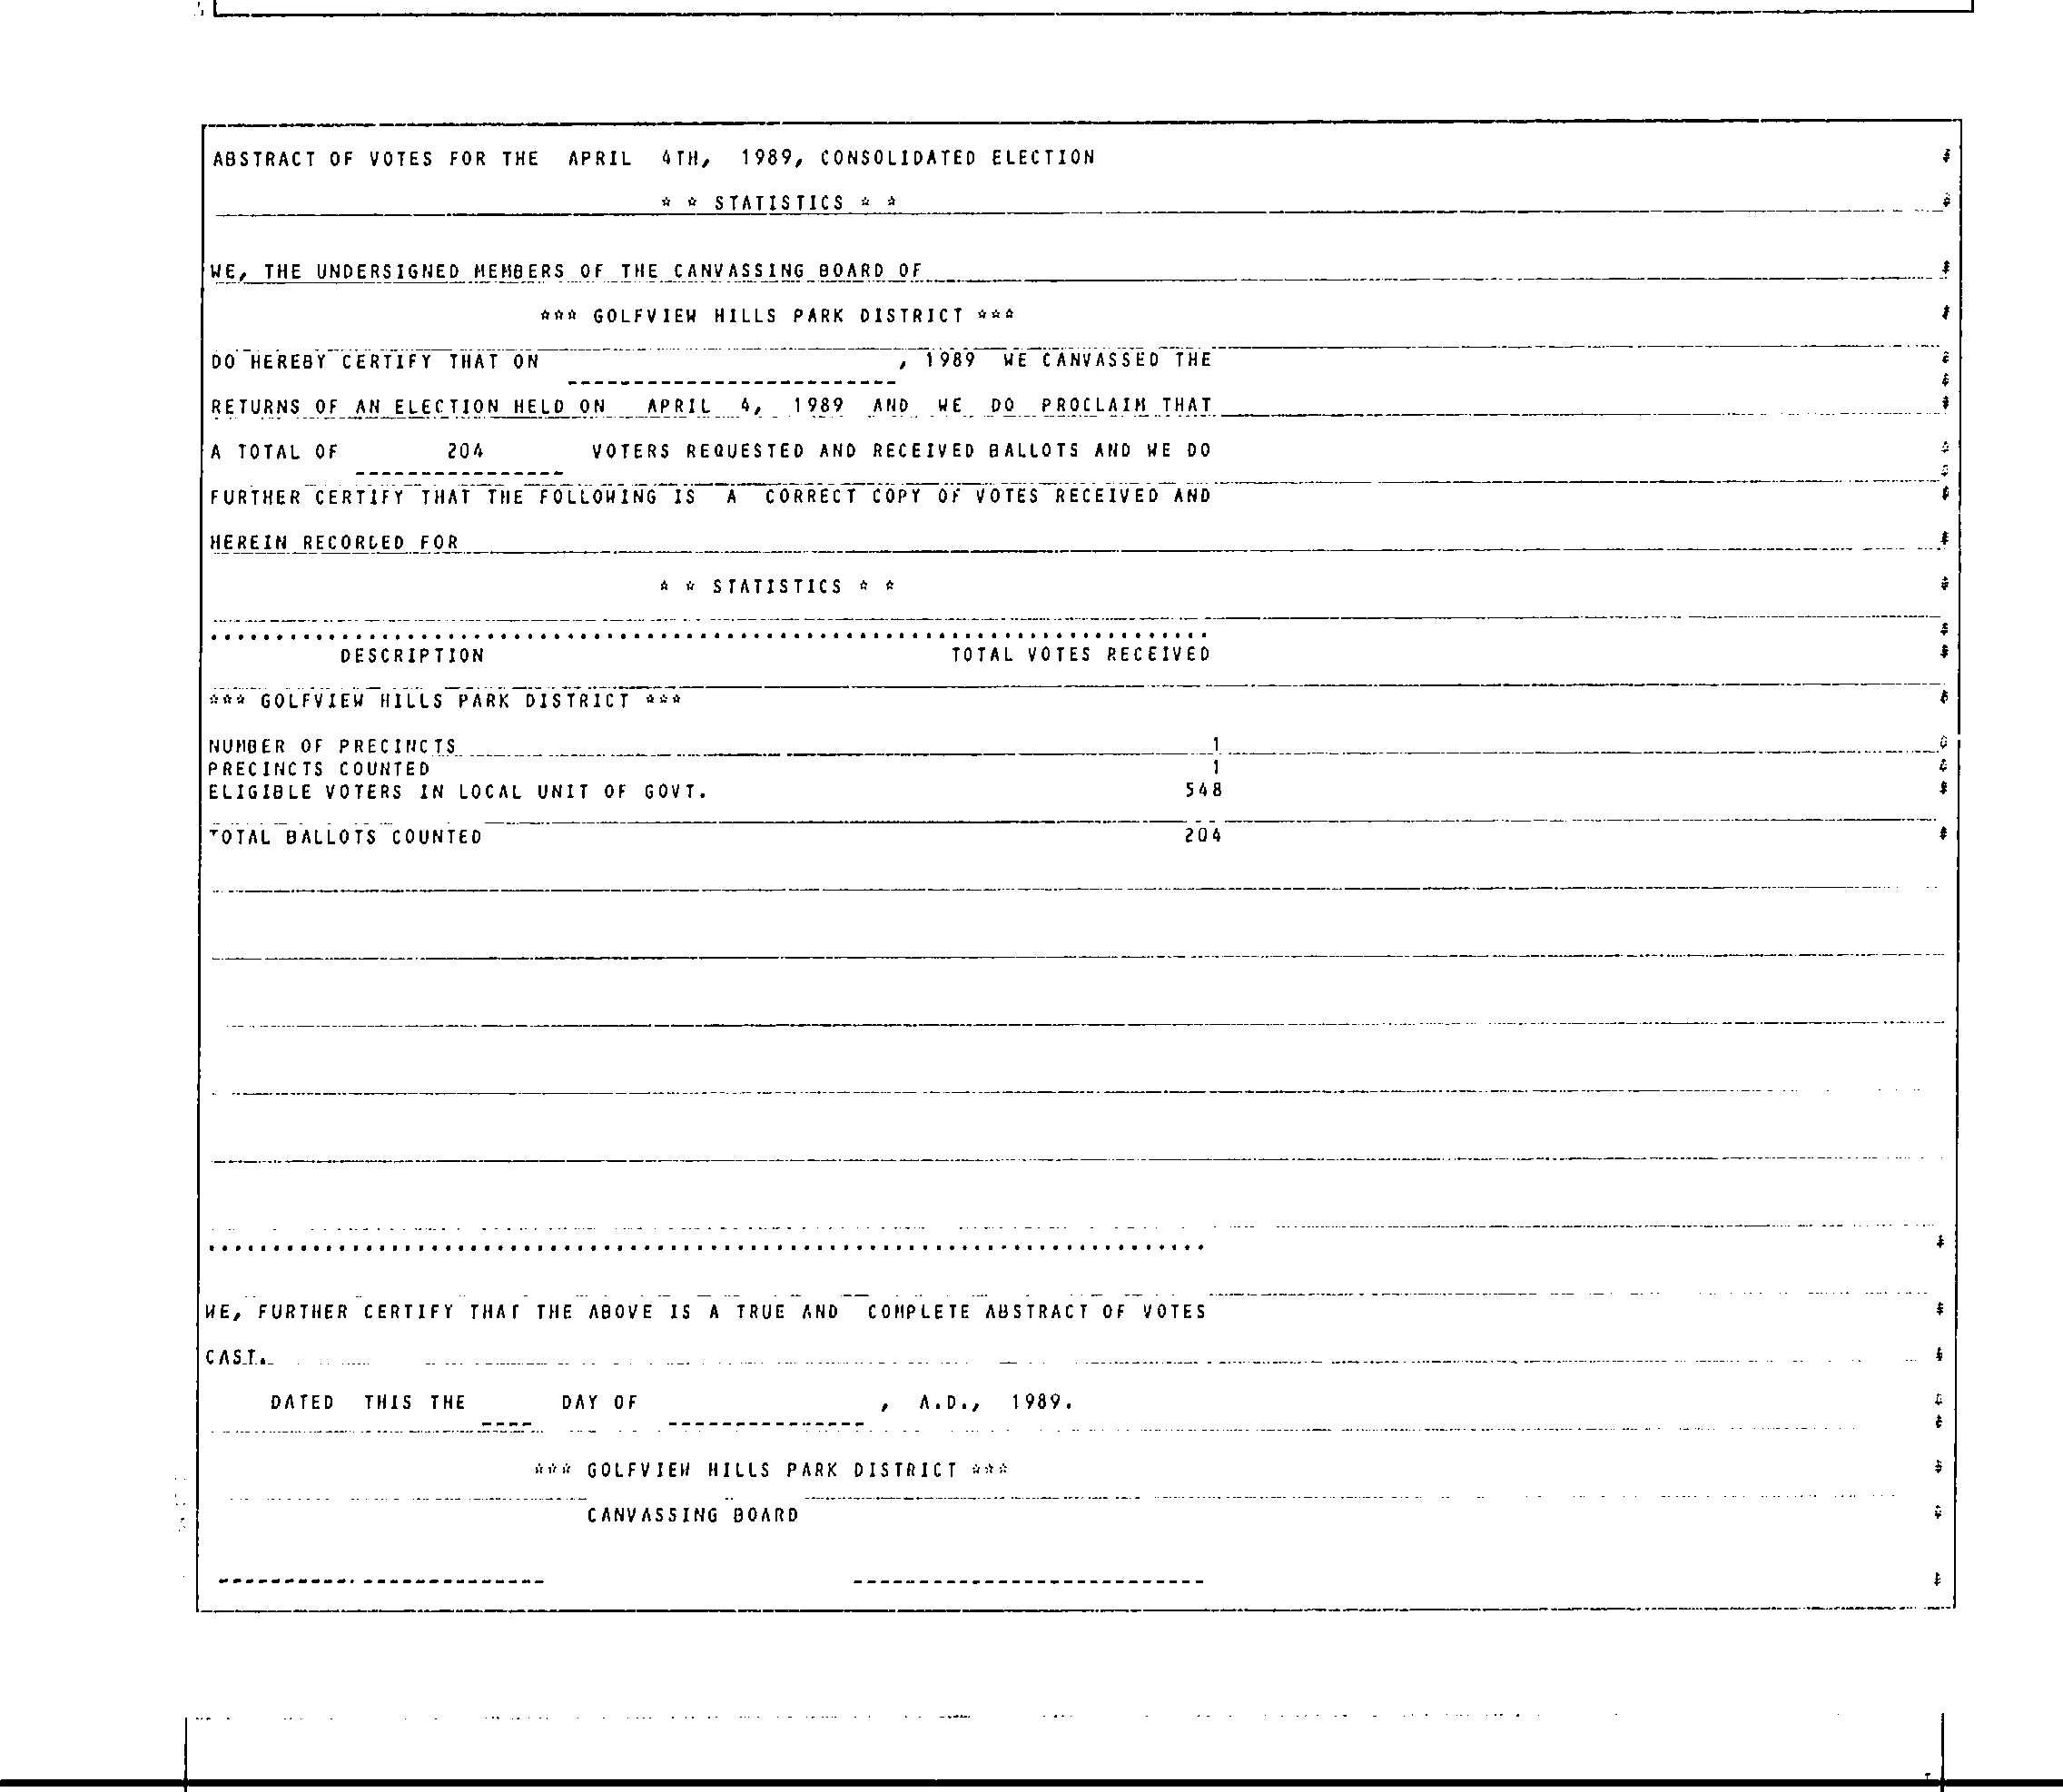 ABSTRACT OF VOTES FOR THE APRIL 4TH, 1989, CONSOLIDATED ELECTION
* * STATISTICS * *
WE, THE UNDERSIGNED MEMBERS OF THE CANVASSING BOARD OF
*** GOLFVIEW HILLS PARK DISTRICT ***
DO HEREBY CERTIFY THAT ON , 1989 WE CANVASSED THE
RETURNS OF AN ELECTION HELD ON APRIL 4, 1989 AND WE DO PROCLAIM THAT
A TOTAL OF 204 VOTERS REQUESTED AND RECEIVED BALLOTS AND WE DO
FURTHER CERTIFY THAT THE FOLLOWING IS A CORRECT COPY OF VOTES RECEIVED AND
HEREIN RECORDED FOR
* * STATISTICS * *
DESCRIPTION TOTAL VOTES RECEIVED
*** GOLFVIEW HILLS PARK DISTRICT ***
NUMBER OF PRECINCTS 1
PRECINCTS COUNTED 1
ELIGIBLE VOTERS IN LOCAL UNIT OF GOVT. 548
TOTAL BALLOTS COUNTED 204
WE, FURTHER CERTIFY THAT THE ABOVE IS A TRUE AND COMPLETE ABSTRACT OF VOTES
CAST.
DATED THIS THE DAY OF , A.D., 1989.
*** GOLFVIEW HILLS PARK DISTRICT ***
CANVASSING BOARD